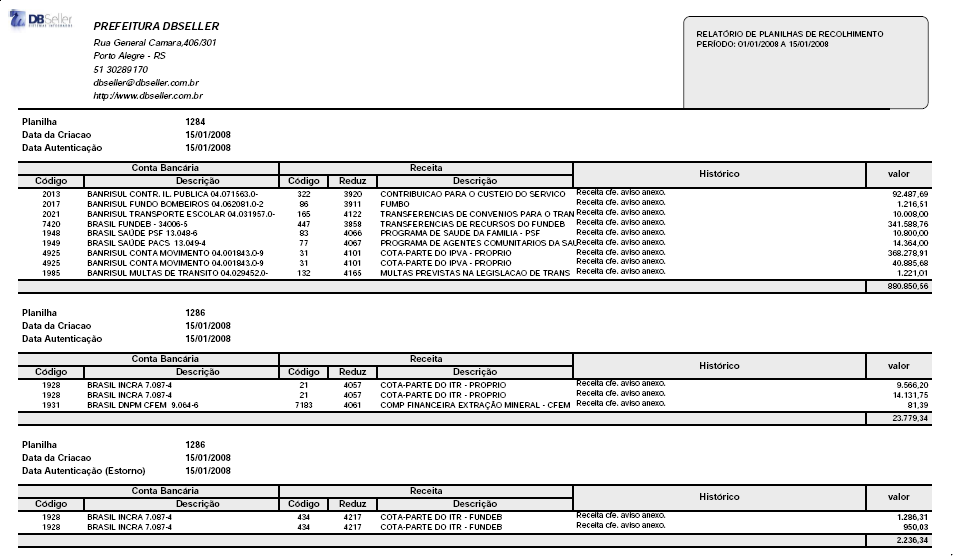 DBSeller
PREFEITURA DBSELLER
Rua General Camara,406/301
Porto Alegre - RS
51 30289170
dbseller@dbseller.com.br
http://www.dbseller.com.br
RELATÓRIO DE PLANILHAS DE RECOLHIMENTO
PERÍODO: 01/01/2008 A 15/01/2008
Planilha 1284
Data da Criacao 15/01/2008
Data Autenticação 15/01/2008
Conta Bancária Receita Histórico valor
Código Descrição Código Reduz Descrição
2013 BANRISUL CONTR. IL. PUBLICA 04.071563.0- 322 3920 CONTRIBUICAO PARA O CUSTEIO DO SERVICO Receita cfe. aviso anexo. 92.487,69
2017 BANRISUL FUNDO BOMBEIROS 04.062081.0-2 86 3911 FUMBO Receita cfe. aviso anexo. 1.216,51
2021 BANRISUL TRANSPORTE ESCOLAR 04.031957.0- 165 4122 TRANSFERENCIAS DE CONVENIOS PARA O TRAN Receita cfe. aviso anexo. 10.008,00
7420 BRASIL FUNDEB - 34006-5 447 3858 TRANSFERENCIAS DE RECURSOS DO FUNDEB Receita cfe. aviso anexo. 341.588,76
1948 BRASIL SAÚDE PSF 13.048-6 83 4066 PROGRAMA DE SAUDE DA FAMILIA - PSF Receita cfe. aviso anexo. 10.800,00
1949 BRASIL SAÚDE PACS 13.049-4 77 4067 PROGRAMA DE AGENTES COMUNITARIOS DA SAU Receita cfe. aviso anexo. 14.364,00
4925 BANRISUL CONTA MOVIMENTO 04.001843.0-9 31 4101 COTA-PARTE DO IPVA - PROPRIO Receita cfe. aviso anexo. 368.278,91
4925 BANRISUL CONTA MOVIMENTO 04.001843.0-9 31 4101 COTA-PARTE DO IPVA - PROPRIO Receita cfe. aviso anexo. 40.885,68
1985 BANRISUL MULTAS DE TRANSITO 04.029452.0- 132 4165 MULTAS PREVISTAS NA LEGISLACAO DE TRANS Receita cfe. aviso anexo. 1.221,01
880.850,56
Planilha 1286
Data da Criacao 15/01/2008
Data Autenticação 15/01/2008
Conta Bancária Receita Histórico valor
Código Descrição Código Reduz Descrição
1928 BRASIL INCRA 7.087-4 21 4057 COTA-PARTE DO ITR - PROPRIO Receita cfe. aviso anexo. 9.566,20
1928 BRASIL INCRA 7.087-4 21 4057 COTA-PARTE DO ITR - PROPRIO Receita cfe. aviso anexo. 14.131,75
1931 BRASIL DNPM CFEM 9.064-6 7183 4061 COMP FINANCEIRA EXTRAÇÃO MINERAL - CFEM Receita cfe. aviso anexo. 81,39
23.779,34
Planilha 1286
Data da Criacao 15/01/2008
Data Autenticação (Estorno) 15/01/2008
Conta Bancária Receita Histórico valor
Código Descrição Código Reduz Descrição
1928 BRASIL INCRA 7.087-4 434 4217 COTA-PARTE DO ITR - FUNDEB Receita cfe. aviso anexo. 1.286,31
1928 BRASIL INCRA 7.087-4 434 4217 COTA-PARTE DO ITR - FUNDEB Receita cfe. aviso anexo. 950,03
2.236,34